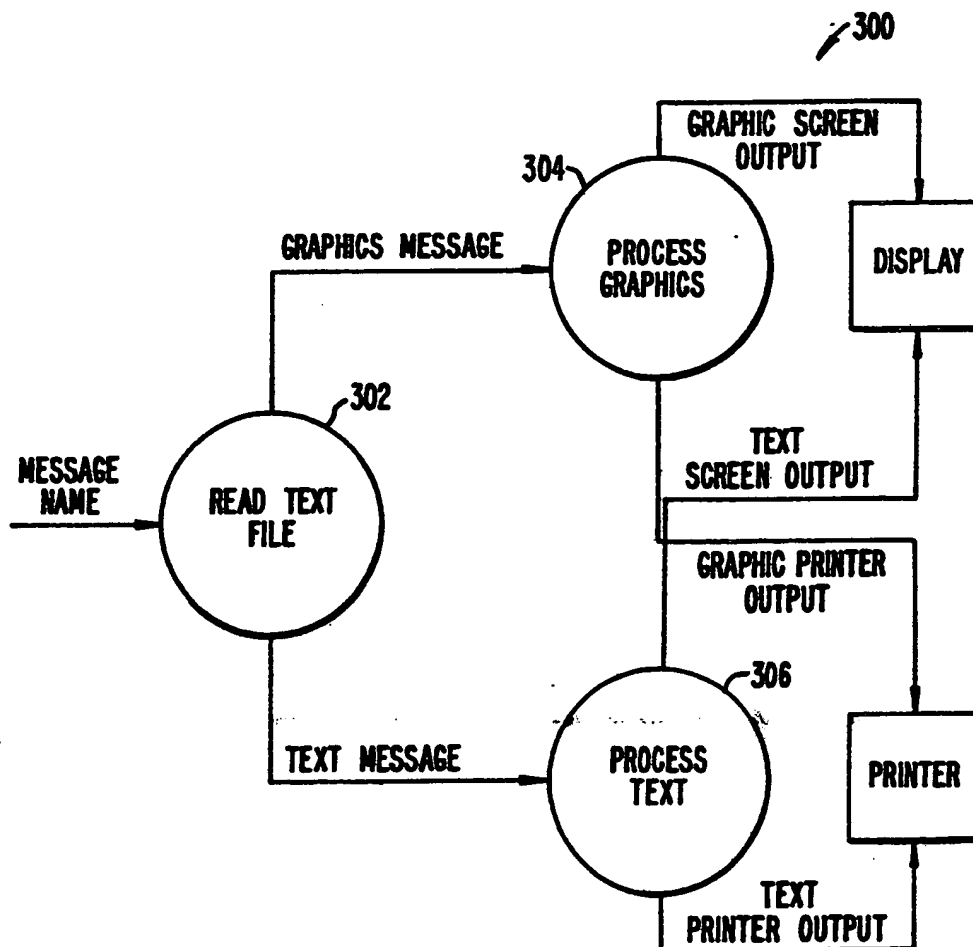 300
GRAPHIC SCREEN
OUTPUT
304
GRAPHICS MESSAGE
PROCESS
GRAPHICS
DISPLAY
302
MESSAGE
NAME
READ TEXT
FILE
TEXT
SCREEN OUTPUT
GRAPHIC PRINTER
OUTPUT
306
TEXT MESSAGE
PROCESS
TEXT
PRINTER
TEXT
PRINTER OUTPUT